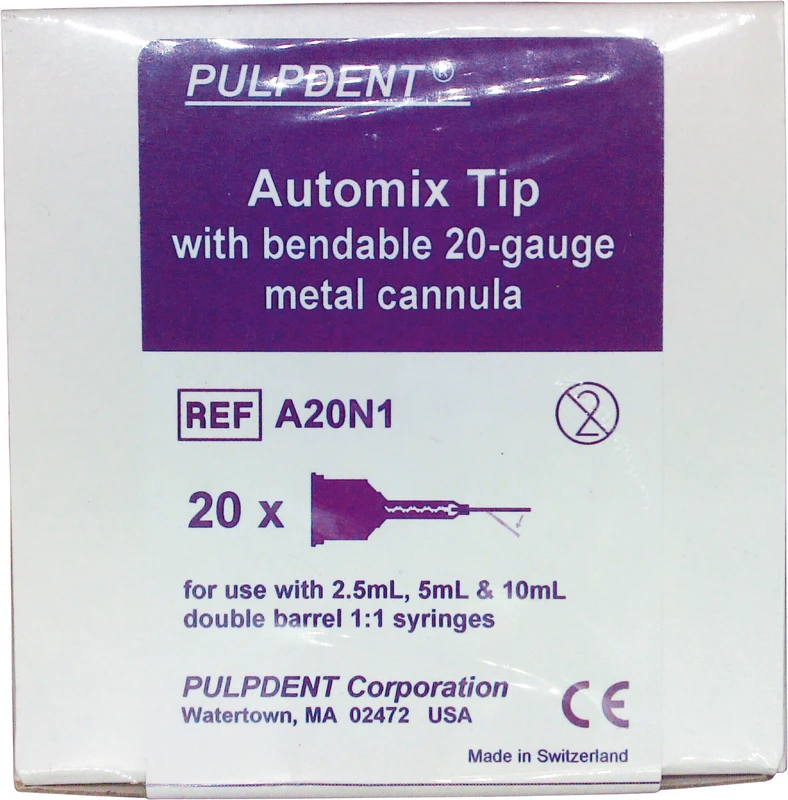 PULPDENT®
Automix Tip
with bendable 20-gauge
metal cannula
REF A20N1
2
20 x
for use with 2.5mL, 5mL & 10mL
double barrel 1:1 syringes
PULPDENT Corporation
Watertown, MA 02472 USA
CE
Made in Switzerland